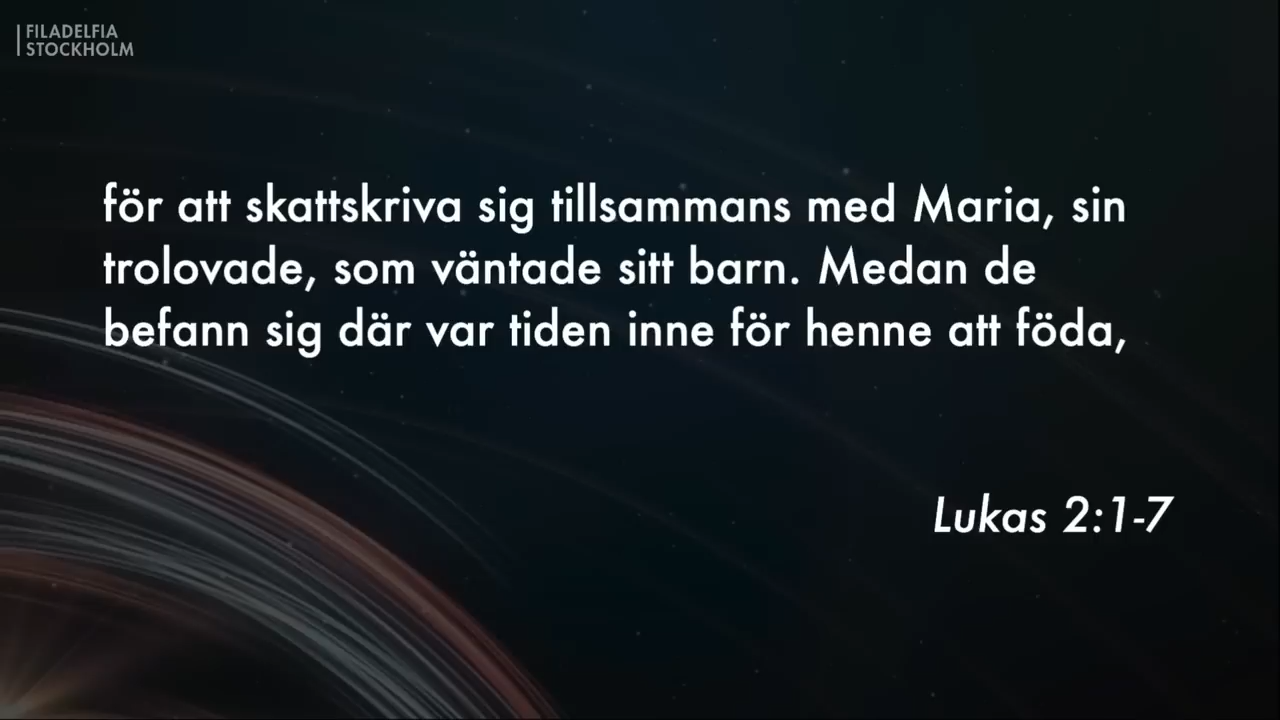 FILADELFIA
STOCKHOLM
för att skattskriva sig tillsammans med Maria, sin
trolovade, som väntade sitt barn. Medan de
befann sig där var tiden inne för henne att föda,
Lukas 2:1-7